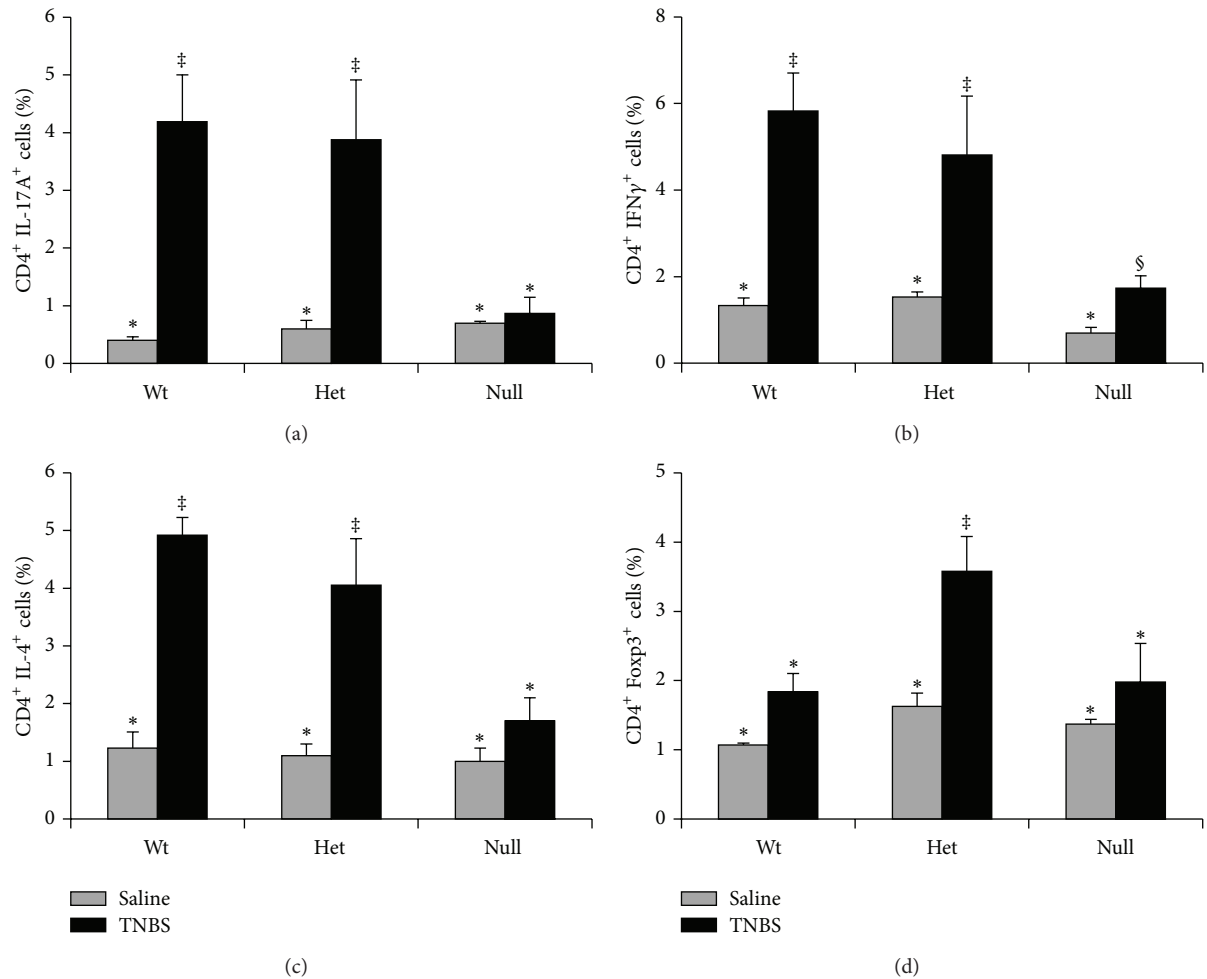 CD4⁺ IL-17A⁺ cells (%)
6
5
4
3
2
1
0
*
‡
*
‡
*
*
Wt
Het
Null
(a)
CD4⁺ IFNγ⁺ cells (%)
8
6
4
2
0
*
‡
*
‡
*
§
Wt
Het
Null
(b)
CD4⁺ IL-4⁺ cells (%)
6
5
4
3
2
1
0
*
‡
*
‡
*
*
Wt
Het
Null
Saline
TNBS
(c)
CD4⁺ Foxp3⁺ cells (%)
5
4
3
2
1
0
*
*
*
‡
*
*
Wt
Het
Null
Saline
TNBS
(d)